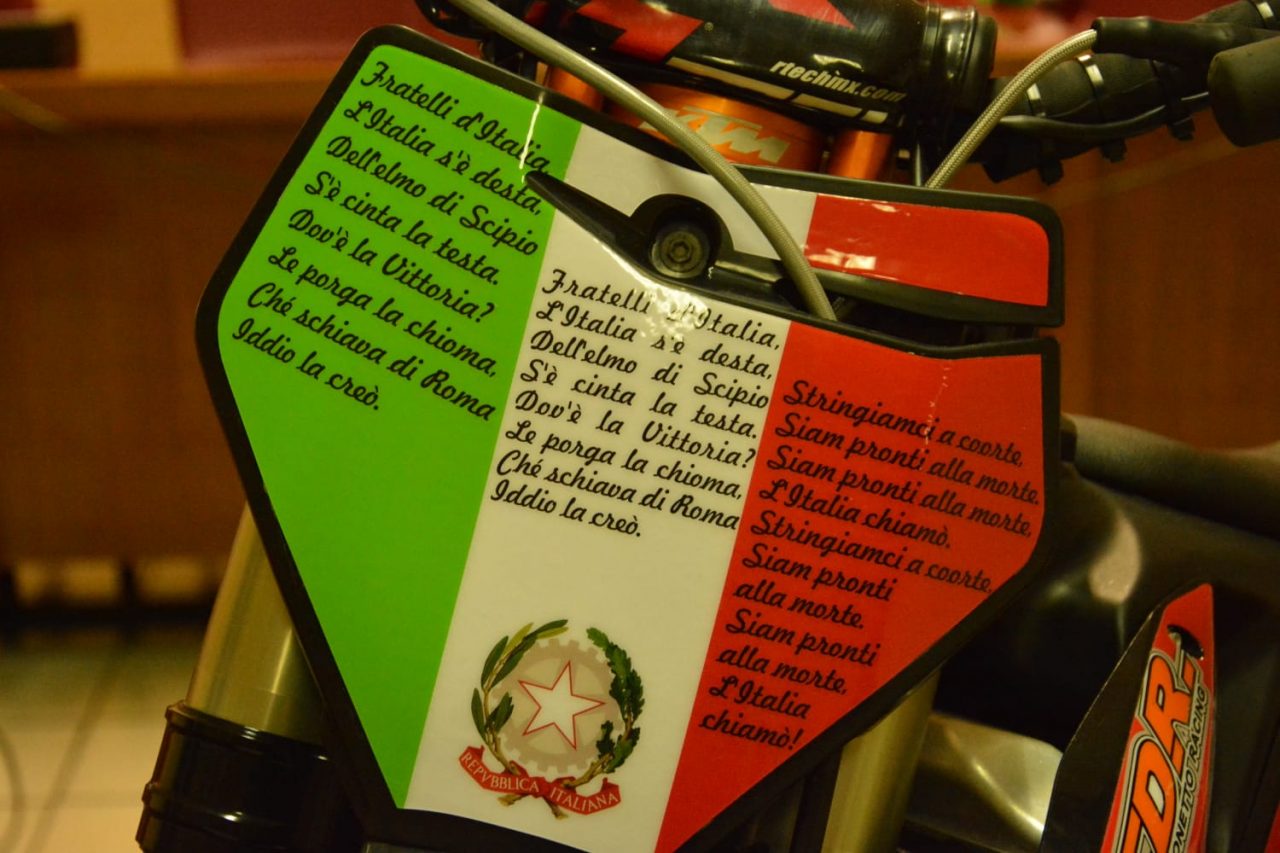 rtechmx.com
KTM
Fratelli d'Italia
L'Italia s'è desta,
Dell'elmo di Scipio
S'è cinta la testa.
Dov'è la Vittoria?
Le porga la chioma,
Ché schiava di Roma
Iddio la creò.
Fratelli d'Italia,
L'Italia s'è desta,
Dell'elmo di Scipio
S'è cinta la testa.
Dov'è la Vittoria?
Le porga la chioma,
Ché schiava di Roma
Iddio la creò.
Stringiamci a coorte,
Siam pronti alla morte.
Siam pronti alla morte,
L'Italia chiamò.
Stringiamci a coorte,
Siam pronti
alla morte.
Siam pronti
alla morte,
L'Italia
chiamò!
REPVBBLICA ITALIANA
RACING